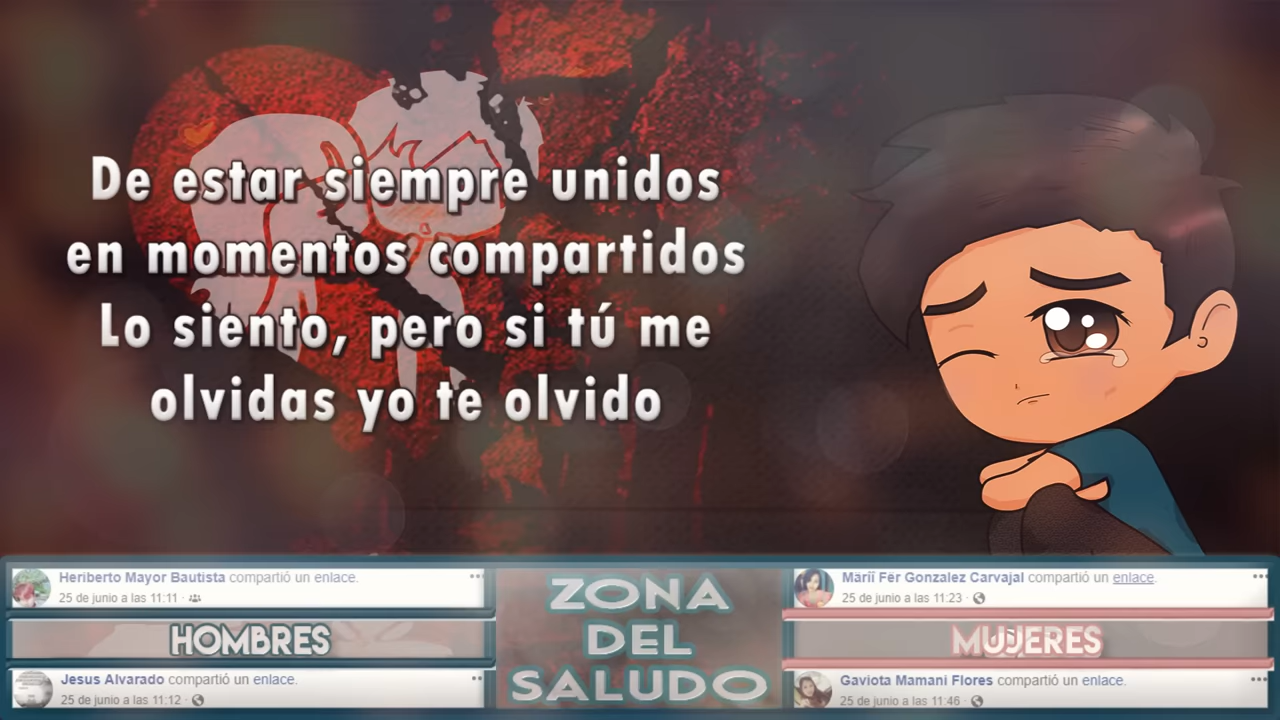 De estar siempre unidos
en momentos compartidos
Lo siento, pero si tú me
olvidas yo te olvido
Heriberto Mayor Bautista compartió un enlace.
25 de junio a las 11:11
HOMBRES
Jesus Alvarado compartió un enlace.
25 de junio a las 11:12
ZONA
DEL
SALUDO
Maríí Fer Gonzalez Carvajal compartió un enlace.
25 de junio a las 11:23
MUJERES
Gaviota Mamani Flores compartió un enlace.
25 de junio a las 11:46